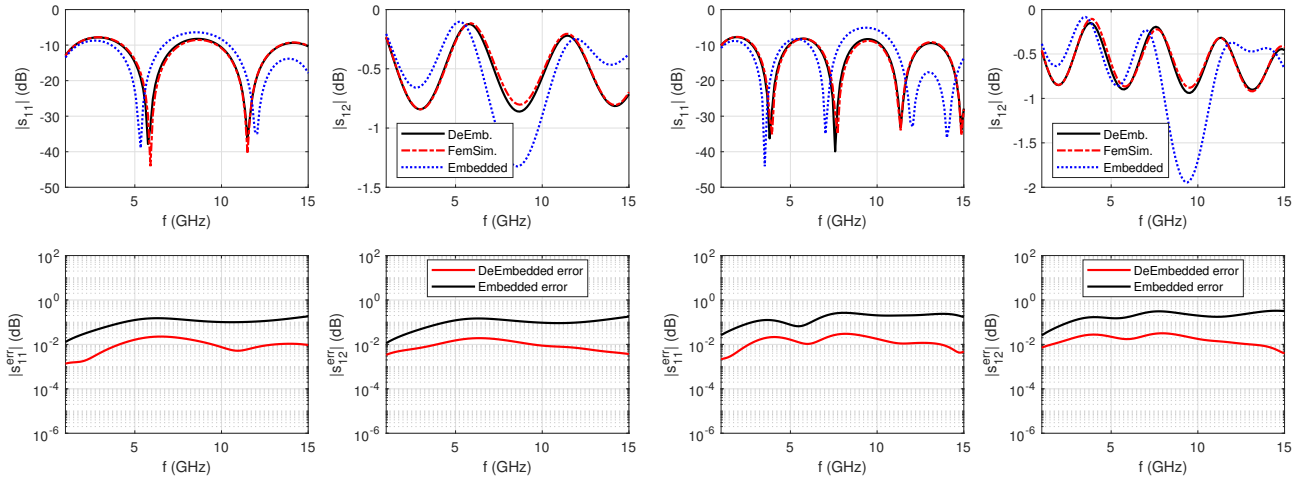 0
-10
-20
-30
-40
-50
|s11| (dB)
5 10 15
f (GHz)
0
-0.5
-1
-1.5
|s12| (dB)
DeEmb.
FemSim.
Embedded
5 10 15
f (GHz)
0
-10
-20
-30
-40
-50
|s11| (dB)
5 10 15
f (GHz)
0
-0.5
-1
-1.5
-2
|s12| (dB)
DeEmb.
FemSim.
Embedded
5 10 15
f (GHz)
10^2
10^0
10^-2
10^-4
10^-6
|s11^err| (dB)
5 10 15
f (GHz)
10^2
10^0
10^-2
10^-4
10^-6
|s12^err| (dB)
DeEmbedded error
Embedded error
5 10 15
f (GHz)
10^2
10^0
10^-2
10^-4
10^-6
|s11^err| (dB)
5 10 15
f (GHz)
10^2
10^0
10^-2
10^-4
10^-6
|s12^err| (dB)
DeEmbedded error
Embedded error
5 10 15
f (GHz)